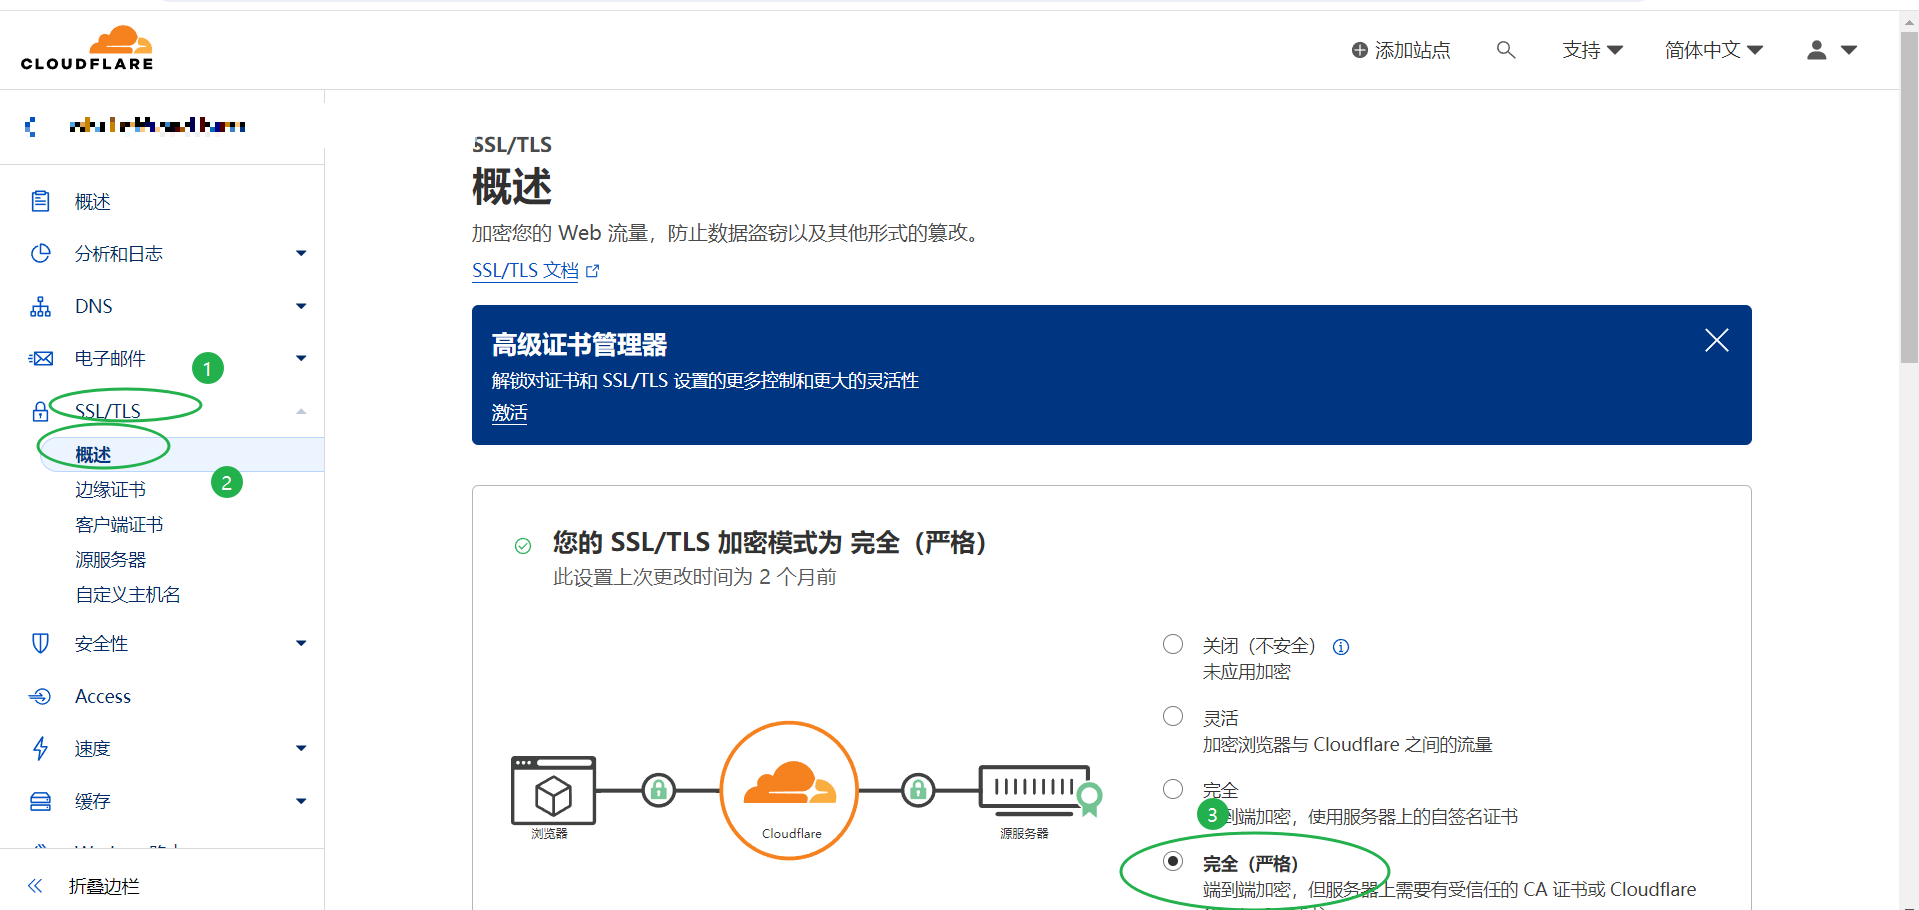 CLOUDFLARE
添加站点
支持
简体中文
概述
分析和日志
DNS
电子邮件
1
SSL/TLS
概述
2
边缘证书
客户端证书
源服务器
自定义主机名
安全性
Access
速度
缓存
折叠边栏
SSL/TLS
概述
加密您的 Web 流量，防止数据盗窃以及其他形式的篡改。
SSL/TLS 文档
高级证书管理器
解锁对证书和 SSL/TLS 设置的更多控制和更大的灵活性
激活
您的 SSL/TLS 加密模式为 完全（严格）
此设置上次更改时间为 2 个月前
浏览器
Cloudflare
源服务器
关闭（不安全）
未应用加密
灵活
加密浏览器与 Cloudflare 之间的流量
完全
3
到端加密，使用服务器上的自签名证书
完全（严格）
端到端加密，但服务器上需要有受信任的 CA 证书或 Cloudflare